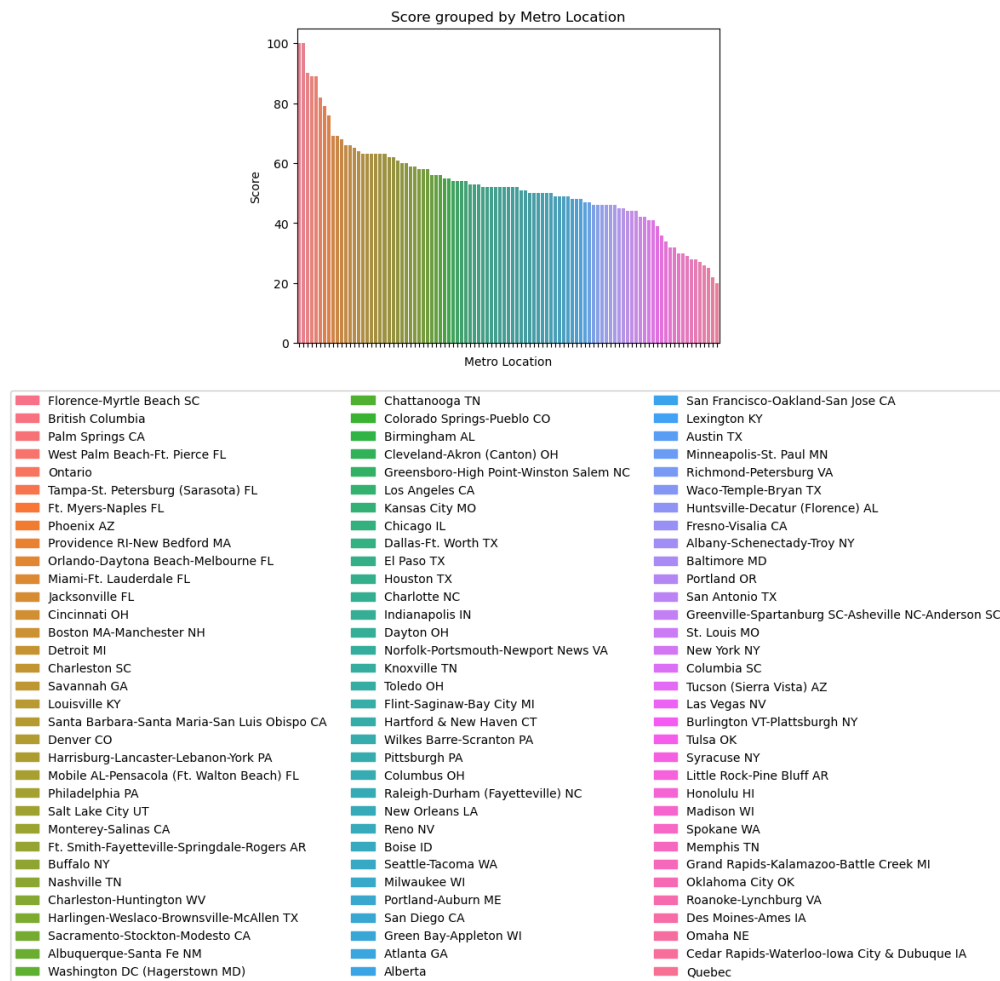 Score grouped by Metro Location
100
80
60
40
20
0
Score
Metro Location
Florence-Myrtle Beach SC
British Columbia
Palm Springs CA
West Palm Beach-Ft. Pierce FL
Ontario
Tampa-St. Petersburg (Sarasota) FL
Ft. Myers-Naples FL
Phoenix AZ
Providence RI-New Bedford MA
Orlando-Daytona Beach-Melbourne FL
Miami-Ft. Lauderdale FL
Jacksonville FL
Cincinnati OH
Boston MA-Manchester NH
Detroit MI
Charleston SC
Savannah GA
Louisville KY
Santa Barbara-Santa Maria-San Luis Obispo CA
Denver CO
Harrisburg-Lancaster-Lebanon-York PA
Mobile AL-Pensacola (Ft. Walton Beach) FL
Philadelphia PA
Salt Lake City UT
Monterey-Salinas CA
Ft. Smith-Fayetteville-Springdale-Rogers AR
Buffalo NY
Nashville TN
Charleston-Huntington WV
Harlingen-Weslaco-Brownsville-McAllen TX
Sacramento-Stockton-Modesto CA
Albuquerque-Santa Fe NM
Washington DC (Hagerstown MD)
Chattanooga TN
Colorado Springs-Pueblo CO
Birmingham AL
Cleveland-Akron (Canton) OH
Greensboro-High Point-Winston Salem NC
Los Angeles CA
Kansas City MO
Chicago IL
Dallas-Ft. Worth TX
El Paso TX
Houston TX
Charlotte NC
Indianapolis IN
Dayton OH
Norfolk-Portsmouth-Newport News VA
Knoxville TN
Toledo OH
Flint-Saginaw-Bay City MI
Hartford & New Haven CT
Wilkes Barre-Scranton PA
Pittsburgh PA
Columbus OH
Raleigh-Durham (Fayetteville) NC
New Orleans LA
Reno NV
Boise ID
Seattle-Tacoma WA
Milwaukee WI
Portland-Auburn ME
San Diego CA
Green Bay-Appleton WI
Atlanta GA
Alberta
San Francisco-Oakland-San Jose CA
Lexington KY
Austin TX
Minneapolis-St. Paul MN
Richmond-Petersburg VA
Waco-Temple-Bryan TX
Huntsville-Decatur (Florence) AL
Fresno-Visalia CA
Albany-Schenectady-Troy NY
Baltimore MD
Portland OR
San Antonio TX
Greenville-Spartanburg SC-Asheville NC-Anderson SC
St. Louis MO
New York NY
Columbia SC
Tucson (Sierra Vista) AZ
Las Vegas NV
Burlington VT-Plattsburgh NY
Tulsa OK
Syracuse NY
Little Rock-Pine Bluff AR
Honolulu HI
Madison WI
Spokane WA
Memphis TN
Grand Rapids-Kalamazoo-Battle Creek MI
Oklahoma City OK
Roanoke-Lynchburg VA
Des Moines-Ames IA
Omaha NE
Cedar Rapids-Waterloo-Iowa City & Dubuque IA
Quebec